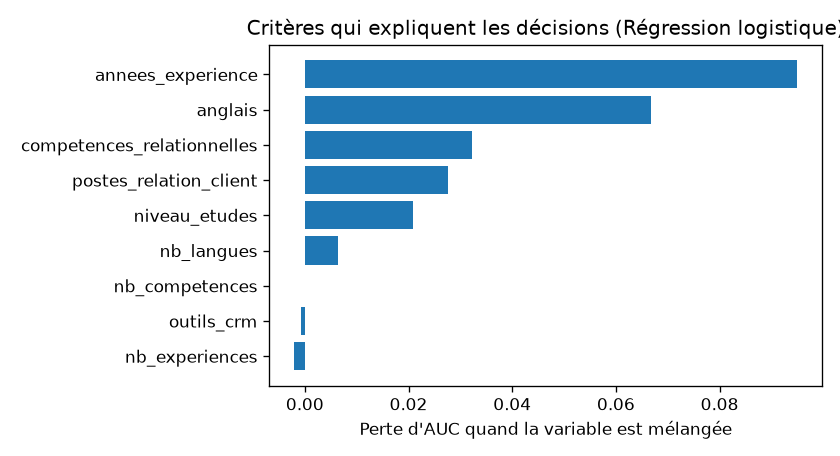 Critères qui expliquent les décisions (Régression logistique)
annees_experience
anglais
competences_relationnelles
postes_relation_client
niveau_etudes
nb_langues
nb_competences
outils_crm
nb_experiences
0.00 0.02 0.04 0.06 0.08
Perte d'AUC quand la variable est mélangée